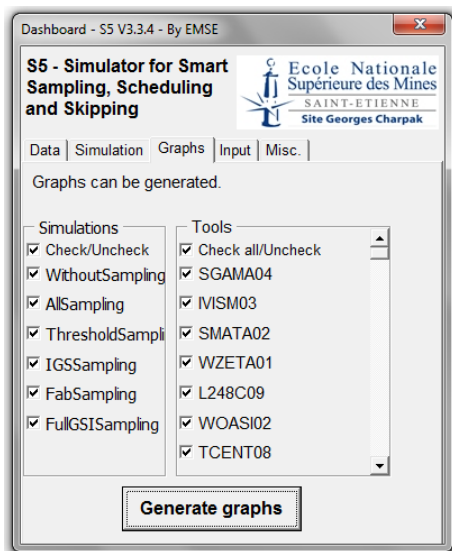 Dashboard - S5 V3.3.4 - By EMSE
S5 - Simulator for Smart
Sampling, Scheduling
and Skipping
Ecole Nationale
Supérieure des Mines
SAINT-ETIENNE
Site Georges Charpak
Data
Simulation
Graphs
Input
Misc.
Graphs can be generated.
Simulations
Check/Uncheck
WithoutSampling
AllSampling
ThresholdSampli
IGSSampling
FabSampling
FullGSISampling
Tools
Check all/Uncheck
SGAMA04
IVISM03
SMATA02
WZETA01
L248C09
WOASI02
TCENT08
Generate graphs